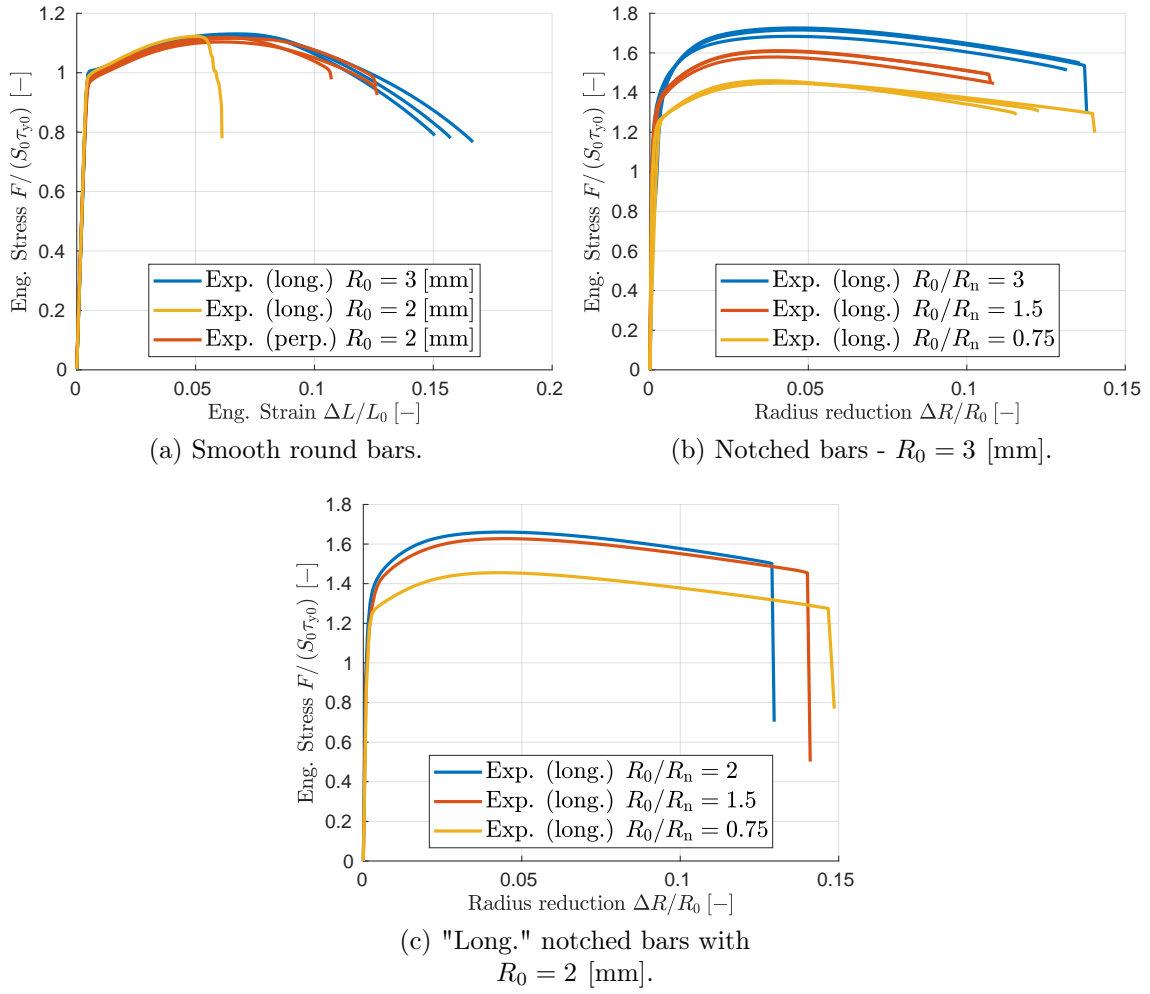 1.2
1
0.8
0.6
0.4
0.2
0
0
0.05
0.1
0.15
0.2
Eng. Stress F/(S₀τ_y0) [−]
Eng. Strain ΔL/L₀ [−]
Exp. (long.) R₀ = 3 [mm]
Exp. (long.) R₀ = 2 [mm]
Exp. (perp.) R₀ = 2 [mm]
(a) Smooth round bars.
1.8
1.6
1.4
1.2
1
0.8
0.6
0.4
0.2
0
0
0.05
0.1
0.15
Eng. Stress F/(S₀τ_y0) [−]
Radius reduction ΔR/R₀ [−]
Exp. (long.) R₀/Rₙ = 3
Exp. (long.) R₀/Rₙ = 1.5
Exp. (long.) R₀/Rₙ = 0.75
(b) Notched bars - R₀ = 3 [mm].
1.8
1.6
1.4
1.2
1
0.8
0.6
0.4
0.2
0
0
0.05
0.1
0.15
Eng. Stress F/(S₀τ_y0) [−]
Radius reduction ΔR/R₀ [−]
Exp. (long.) R₀/Rₙ = 2
Exp. (long.) R₀/Rₙ = 1.5
Exp. (long.) R₀/Rₙ = 0.75
(c) "Long." notched bars with
R₀ = 2 [mm].